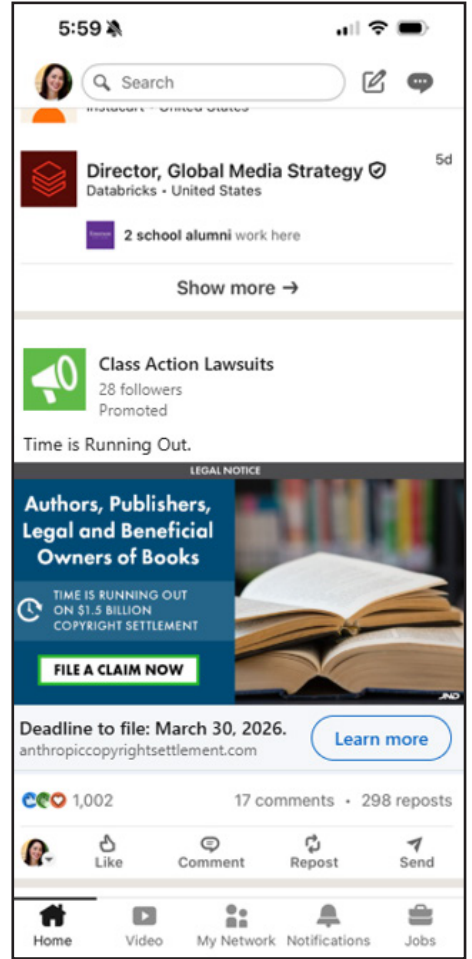 5:59
Search
Instacart • United States
Director, Global Media Strategy
5d
Databricks • United States
2 school alumni work here
Show more →
Class Action Lawsuits
28 followers
Promoted
Time is Running Out.
LEGAL NOTICE
Authors, Publishers,
Legal and Beneficial
Owners of Books
TIME IS RUNNING OUT
ON $1.5 BILLION
COPYRIGHT SETTLEMENT
FILE A CLAIM NOW
JND
Deadline to file: March 30, 2026.
anthropiccopyrightsettlement.com
Learn more
1,002
17 comments • 298 reposts
Like
Comment
Repost
Send
Home
Video
My Network
Notifications
Jobs